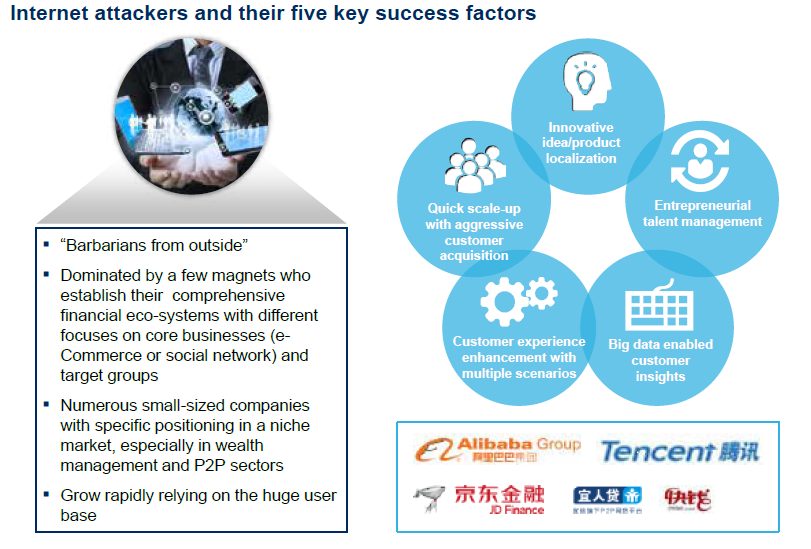 Internet attackers and their five key success factors
“Barbarians from outside”
Dominated by a few magnets who
establish their comprehensive
financial eco-systems with different
focuses on core businesses (e-
Commerce or social network) and
target groups
Numerous small-sized companies
with specific positioning in a niche
market, especially in wealth
management and P2P sectors
Grow rapidly relying on the huge user
base
Innovative
idea/product
localization
Entrepreneurial
talent management
Big data enabled
customer
insights
Customer experience
enhancement with
multiple scenarios
Quick scale-up
with aggressive
customer
acquisition
Alibaba Group
阿里巴巴集团
Tencent 腾讯
京东金融
JD Finance
宜人贷
快钱